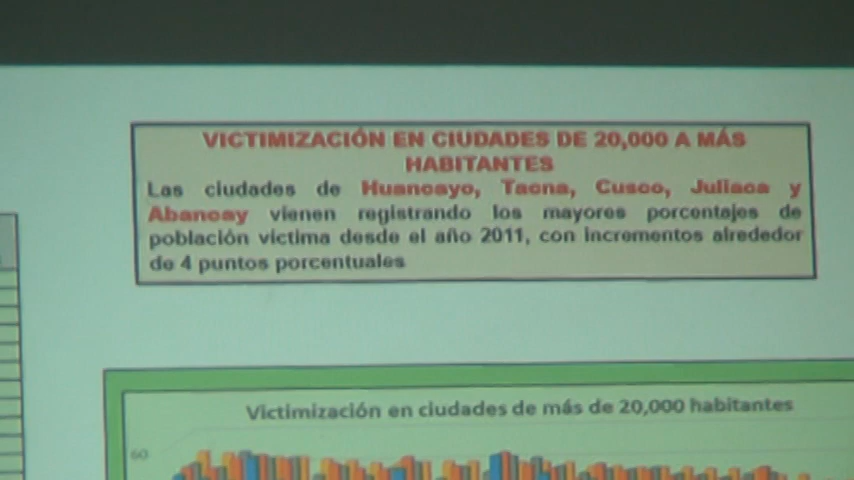 VICTIMIZACIÓN EN CIUDADES DE 20,000 A MÁS
HABITANTES
Las ciudades de Huancayo, Tacna, Cusco, Juliaca y
Abancay vienen registrando los mayores porcentajes de
población victima desde el año 2011, con incrementos alrededor
de 4 puntos porcentuales
Victimización en ciudades de más de 20,000 habitantes
60